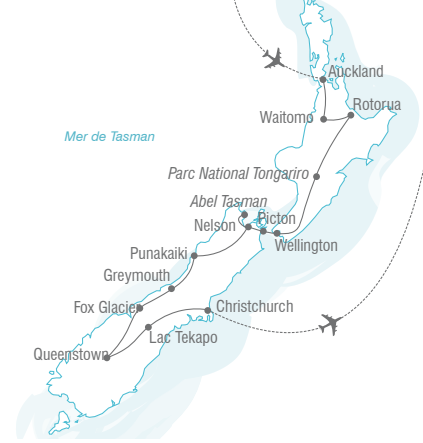 Auckland
Rotorua
Waitomo
Mer de Tasman
Parc National Tongariro
Abel Tasman
Picton
Nelson
Wellington
Punakaiki
Greymouth
Fox Glacier
Christchurch
Lac Tekapo
Queenstown